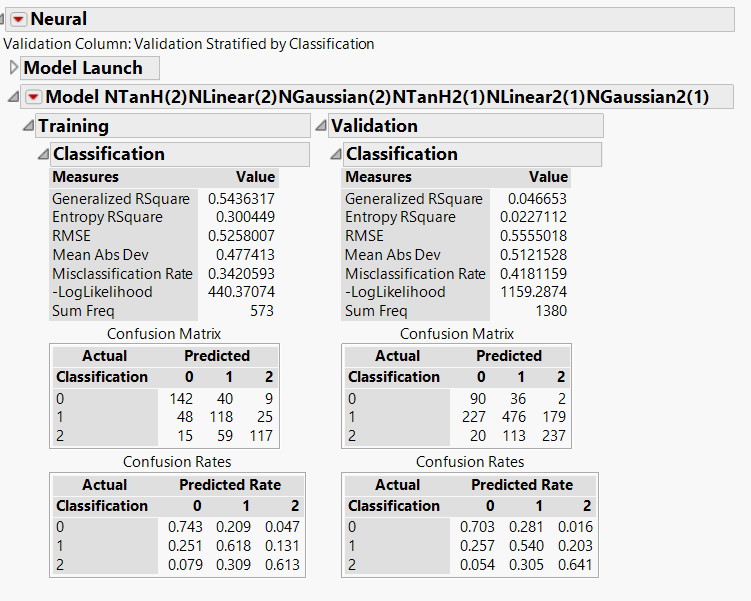 Neural
Validation Column: Validation Stratified by Classification
Model Launch
Model NTanH(2)NLinear(2)NGaussian(2)NTanH2(1)NLinear2(1)NGaussian2(1)
Training
Classification
Measures Value
Generalized RSquare 0.5436317
Entropy RSquare 0.300449
RMSE 0.5258007
Mean Abs Dev 0.477413
Misclassification Rate 0.3420593
-LogLikelihood 440.37074
Sum Freq 573
Confusion Matrix
Actual Predicted
Classification 0 1 2
0 142 40 9
1 48 118 25
2 15 59 117
Confusion Rates
Actual Predicted Rate
Classification 0 1 2
0 0.743 0.209 0.047
1 0.251 0.618 0.131
2 0.079 0.309 0.613
Validation
Classification
Measures Value
Generalized RSquare 0.046653
Entropy RSquare 0.0227112
RMSE 0.5555018
Mean Abs Dev 0.5121528
Misclassification Rate 0.4181159
-LogLikelihood 1159.2874
Sum Freq 1380
Confusion Matrix
Actual Predicted
Classification 0 1 2
0 90 36 2
1 227 476 179
2 20 113 237
Confusion Rates
Actual Predicted Rate
Classification 0 1 2
0 0.703 0.281 0.016
1 0.257 0.540 0.203
2 0.054 0.305 0.641